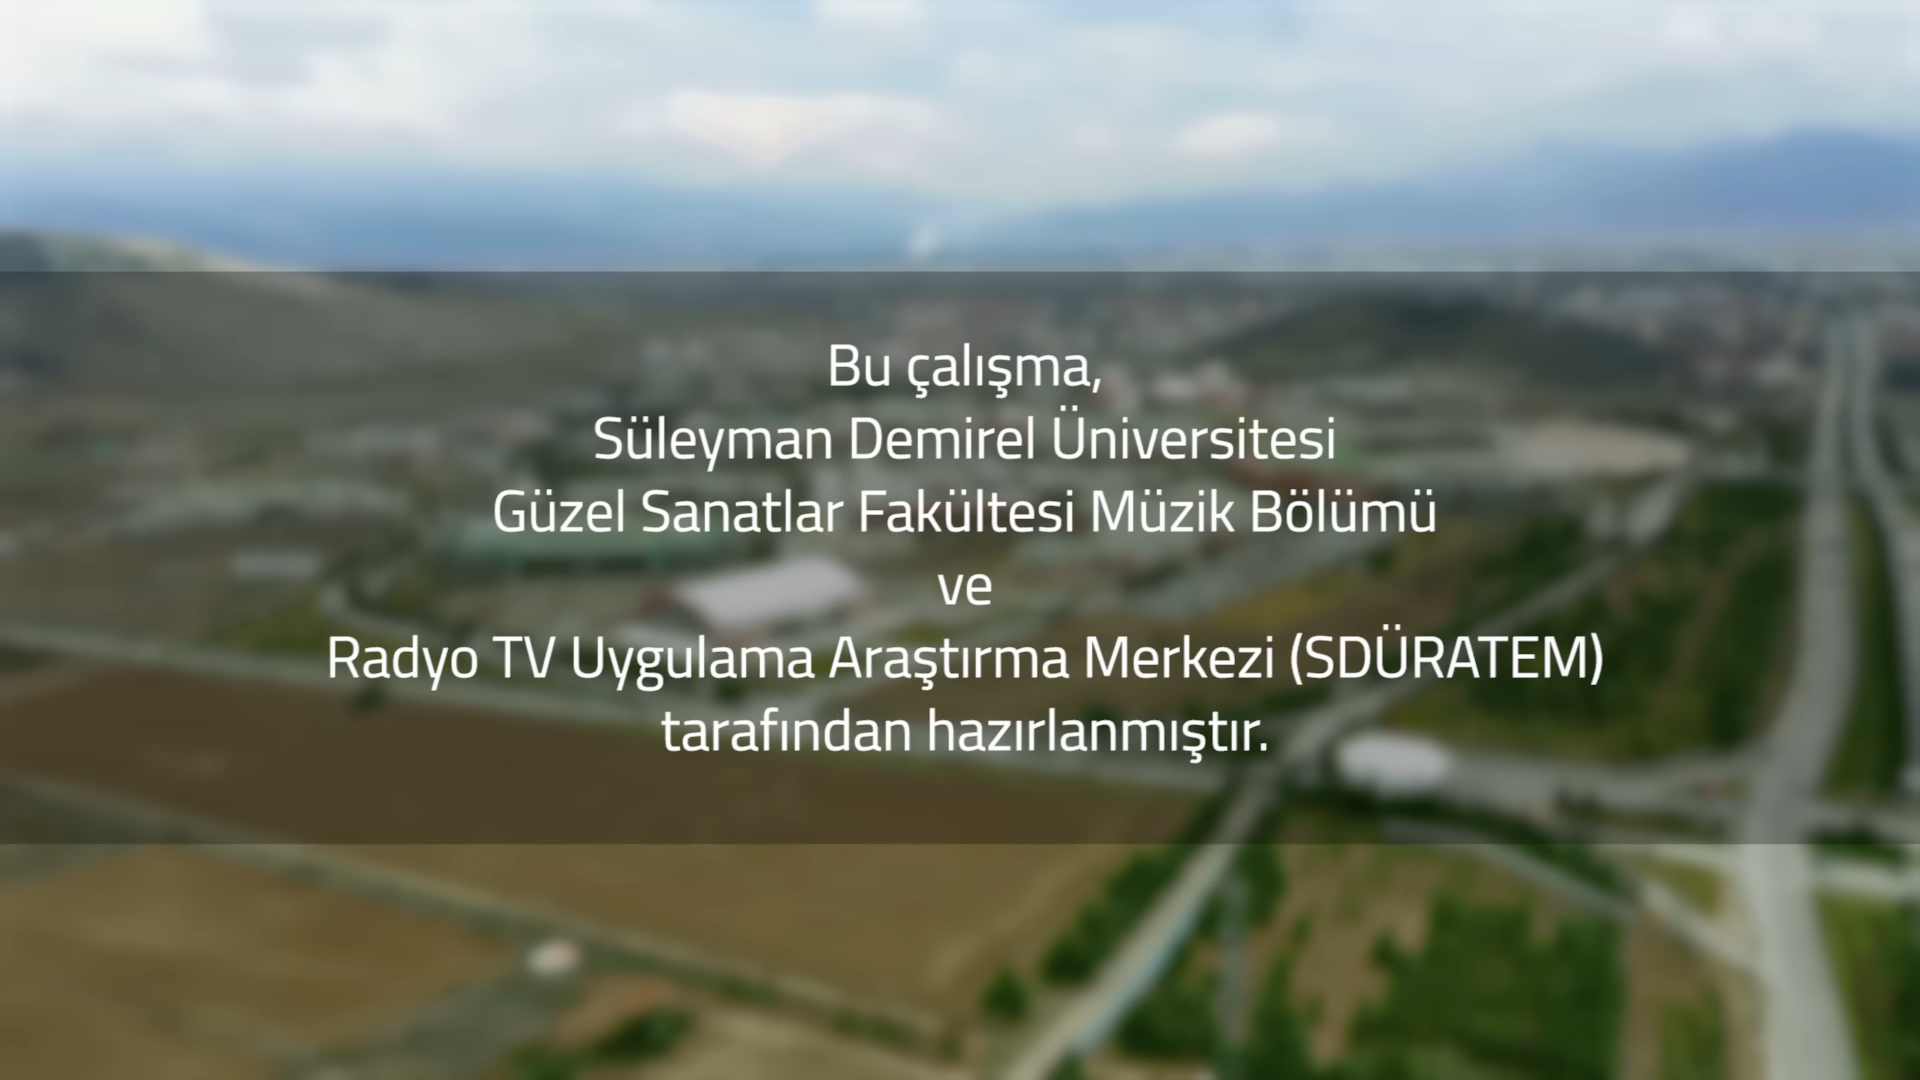 Bu çalışma,
Süleyman Demirel Üniversitesi
Güzel Sanatlar Fakültesi Müzik Bölümü
ve
Radyo TV Uygulama Araştırma Merkezi (SDÜRATEM)
tarafından hazırlanmıştır.